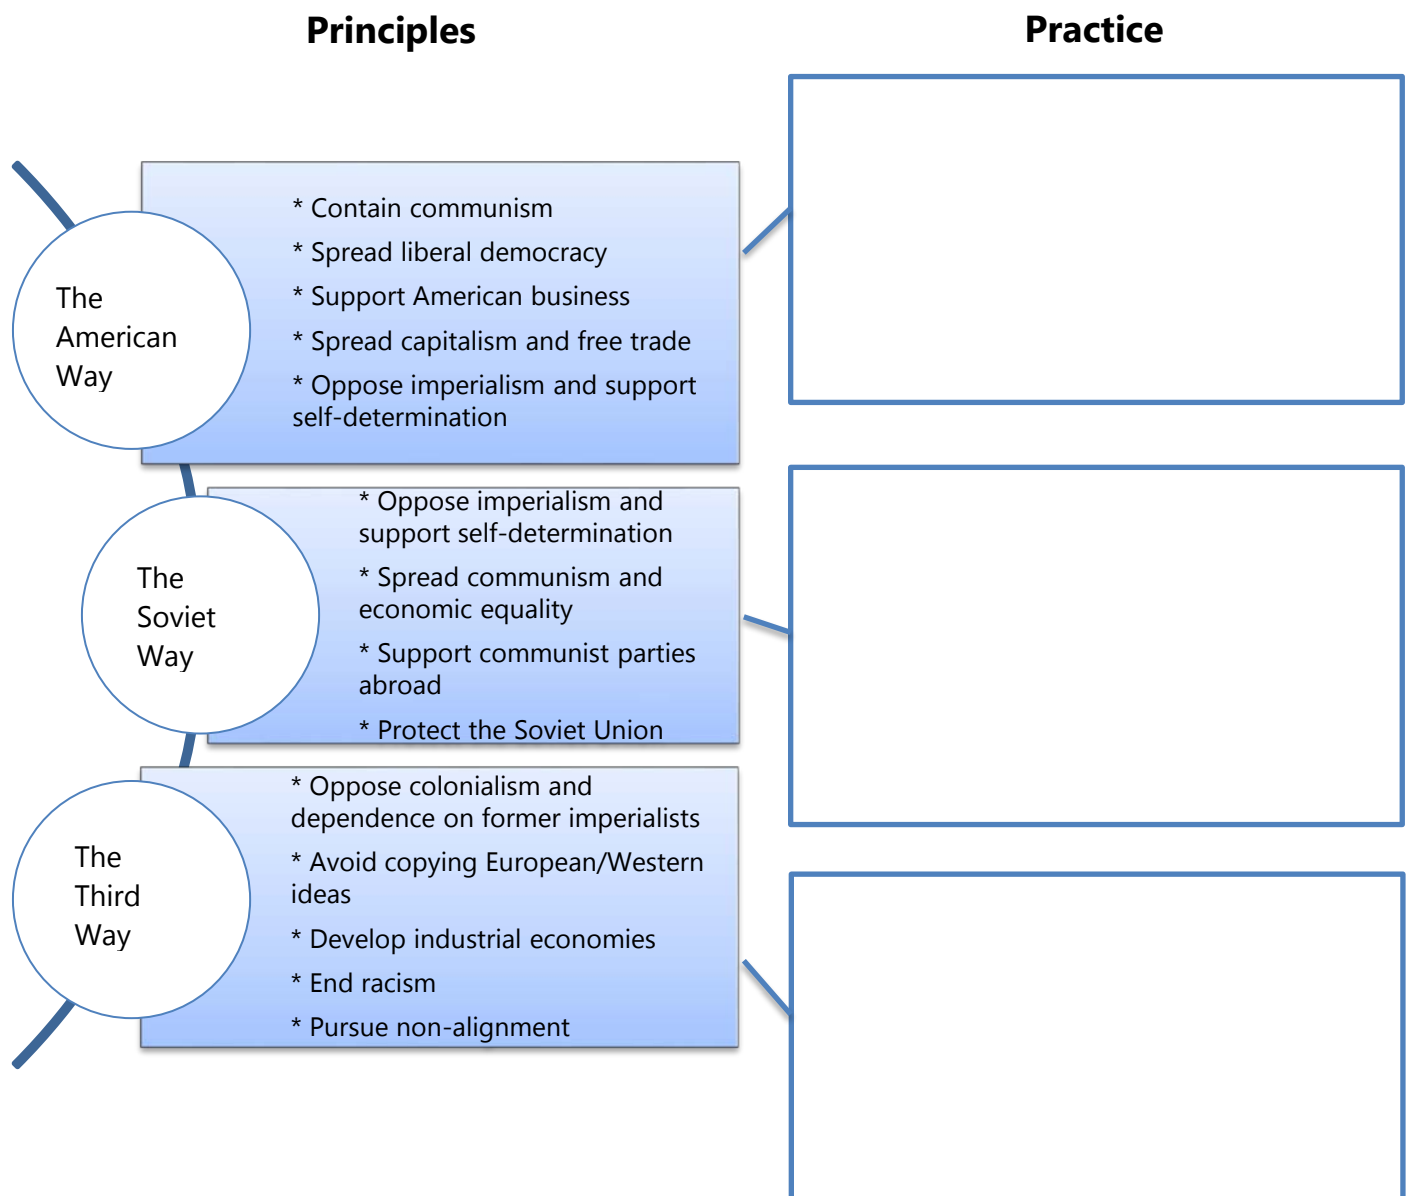 Principles
Practice
The
American
Way
* Contain communism
* Spread liberal democracy
* Support American business
* Spread capitalism and free trade
* Oppose imperialism and support
self-determination
The
Soviet
Way
* Oppose imperialism and
support self-determination
* Spread communism and
economic equality
* Support communist parties
abroad
* Protect the Soviet Union
The
Third
Way
* Oppose colonialism and
dependence on former imperialists
* Avoid copying European/Western
ideas
* Develop industrial economies
* End racism
* Pursue non-alignment